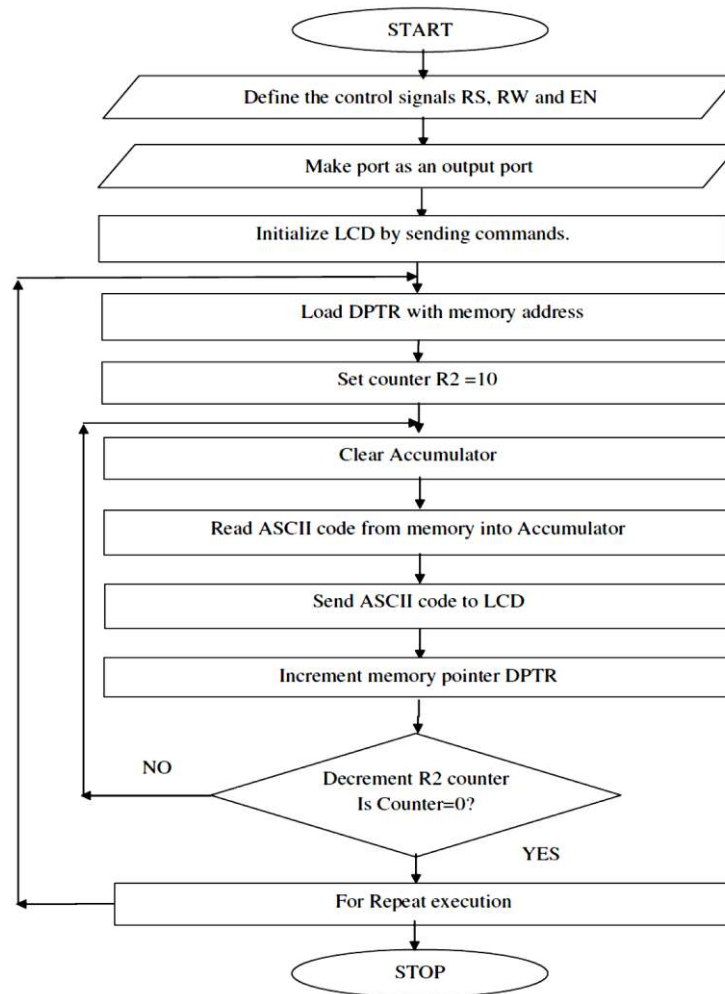 START
Define the control signals RS, RW and EN
Make port as an output port
Initialize LCD by sending commands.
Load DPTR with memory address
Set counter R2 =10
Clear Accumulator
Read ASCII code from memory into Accumulator
Send ASCII code to LCD
Increment memory pointer DPTR
NO
Decrement R2 counter
Is Counter=0?
YES
For Repeat execution
STOP